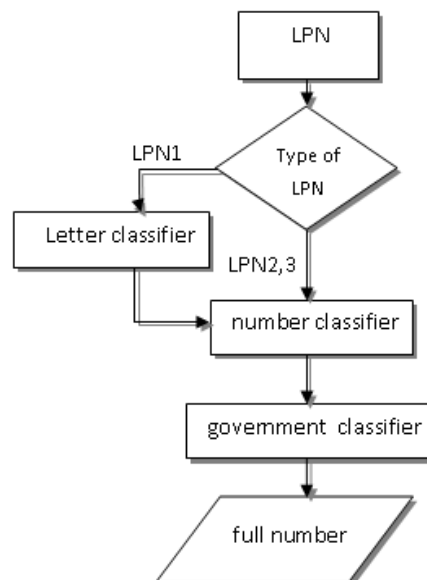 LPN
Type of
LPN
LPN1
Letter classifier
LPN2,3
number classifier
government classifier
full number